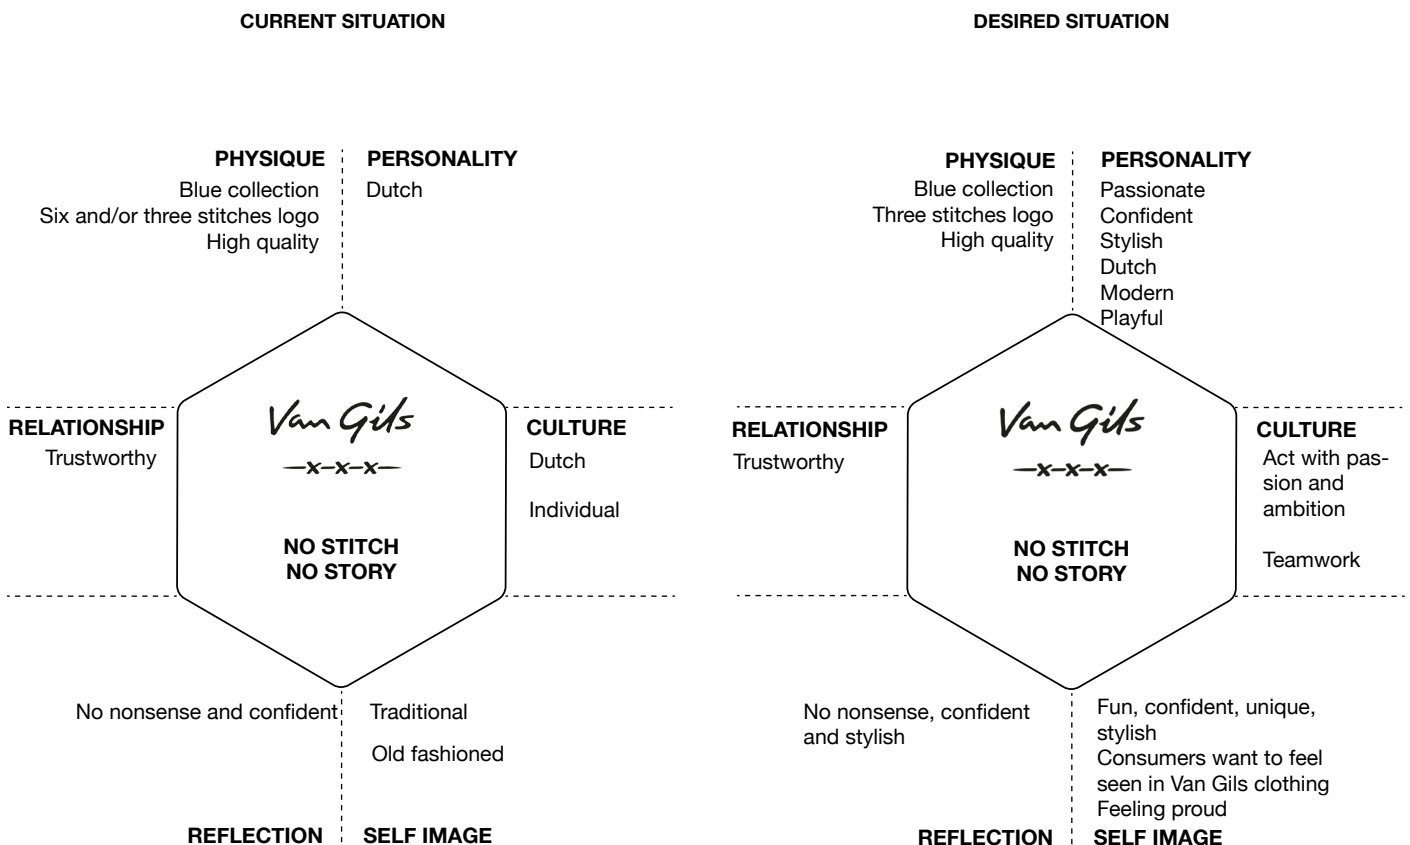 CURRENT SITUATION
PHYSIQUE
Blue collection
Six and/or three stitches logo
High quality
PERSONALITY
Dutch
RELATIONSHIP
Trustworthy
Van Gils
-x-x-x-
NO STITCH
NO STORY
CULTURE
Dutch
Individual
No nonsense and confident
REFLECTION
Traditional
Old fashioned
SELF IMAGE
DESIRED SITUATION
PHYSIQUE
Blue collection
Three stitches logo
High quality
PERSONALITY
Passionate
Confident
Stylish
Dutch
Modern
Playful
RELATIONSHIP
Trustworthy
Van Gils
-x-x-x-
NO STITCH
NO STORY
CULTURE
Act with pas-
sion and
ambition
Teamwork
No nonsense, confident
and stylish
REFLECTION
Fun, confident, unique,
stylish
Consumers want to feel
seen in Van Gils clothing
Feeling proud
SELF IMAGE